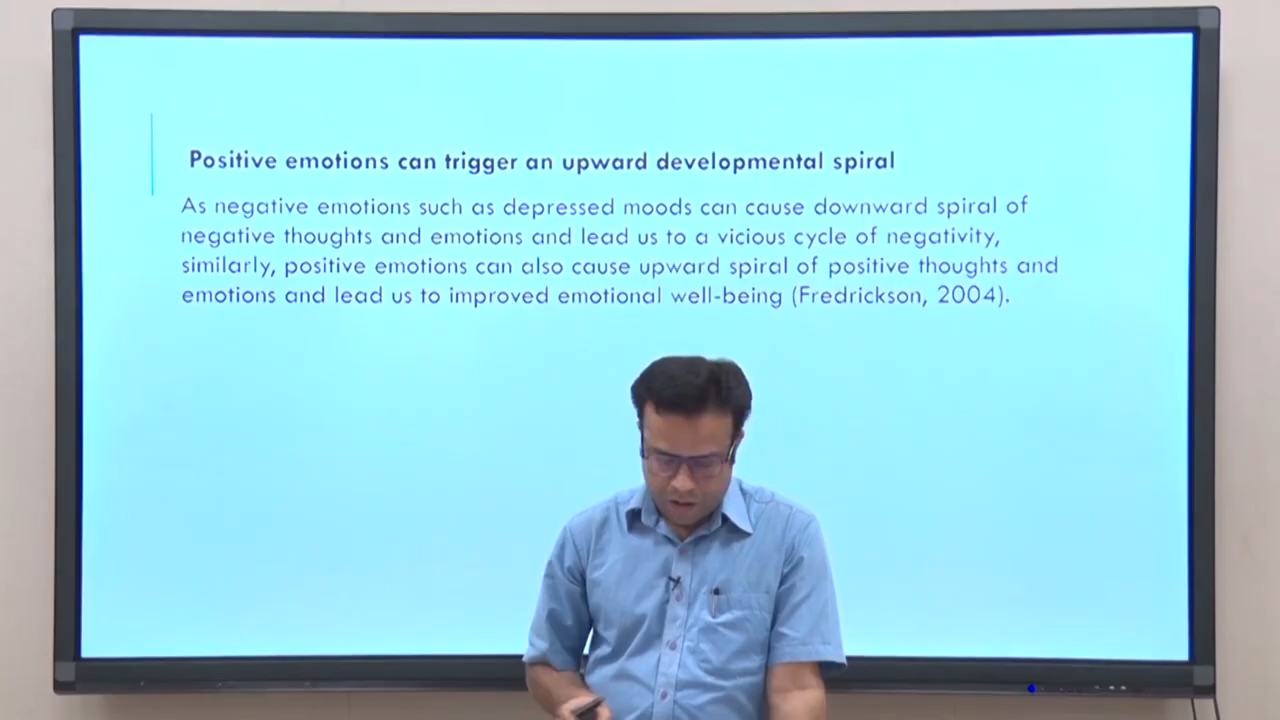 Positive emotions can trigger an upward developmental spiral
As negative emotions such as depressed moods can cause downward spiral of
negative thoughts and emotions and lead us to a vicious cycle of negativity,
similarly, positive emotions can also cause upward spiral of positive thoughts and
emotions and lead us to improved emotional well-being (Fredrickson, 2004).